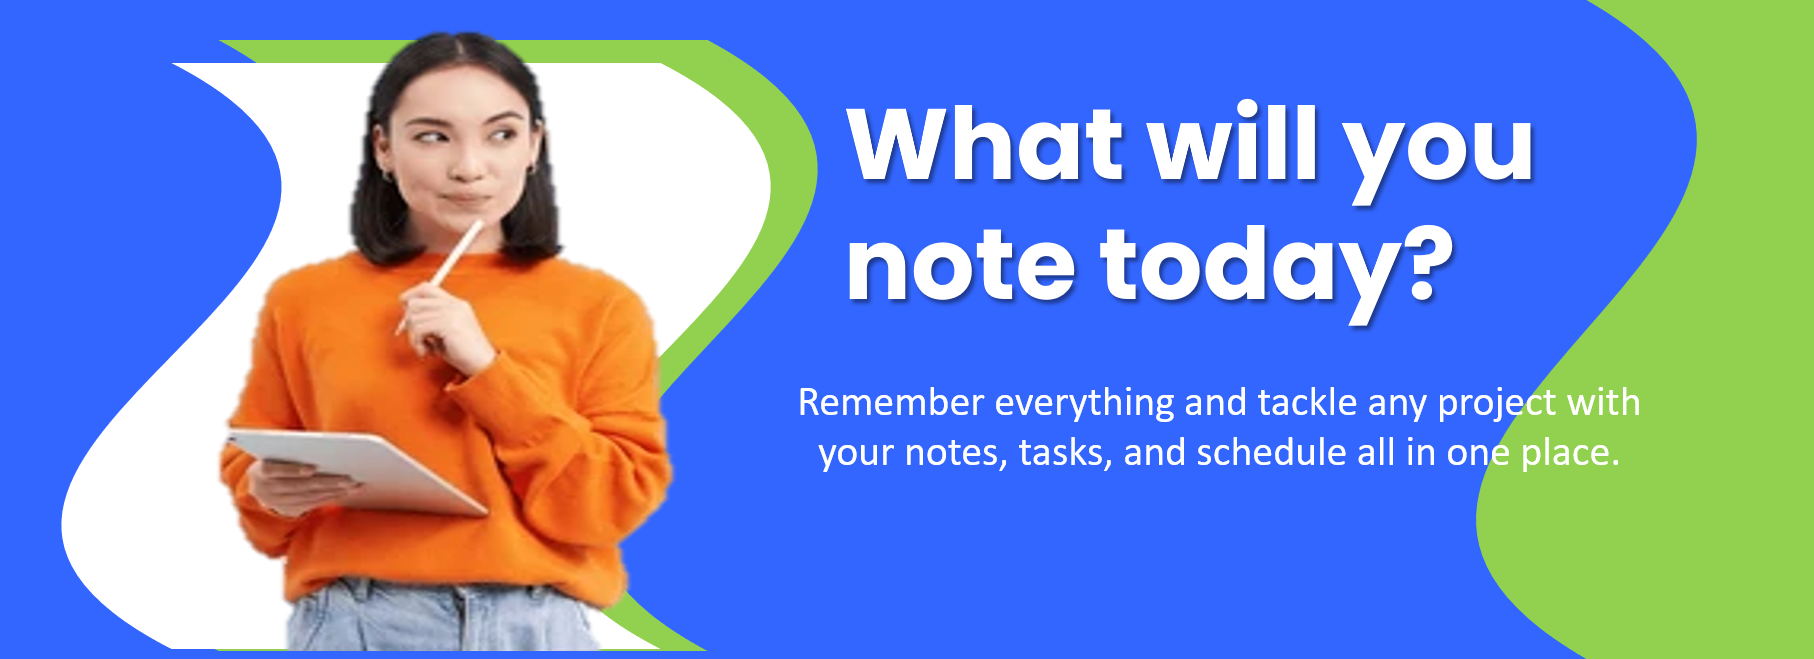 What will you
note today?
Remember everything and tackle any project with
your notes, tasks, and schedule all in one place.